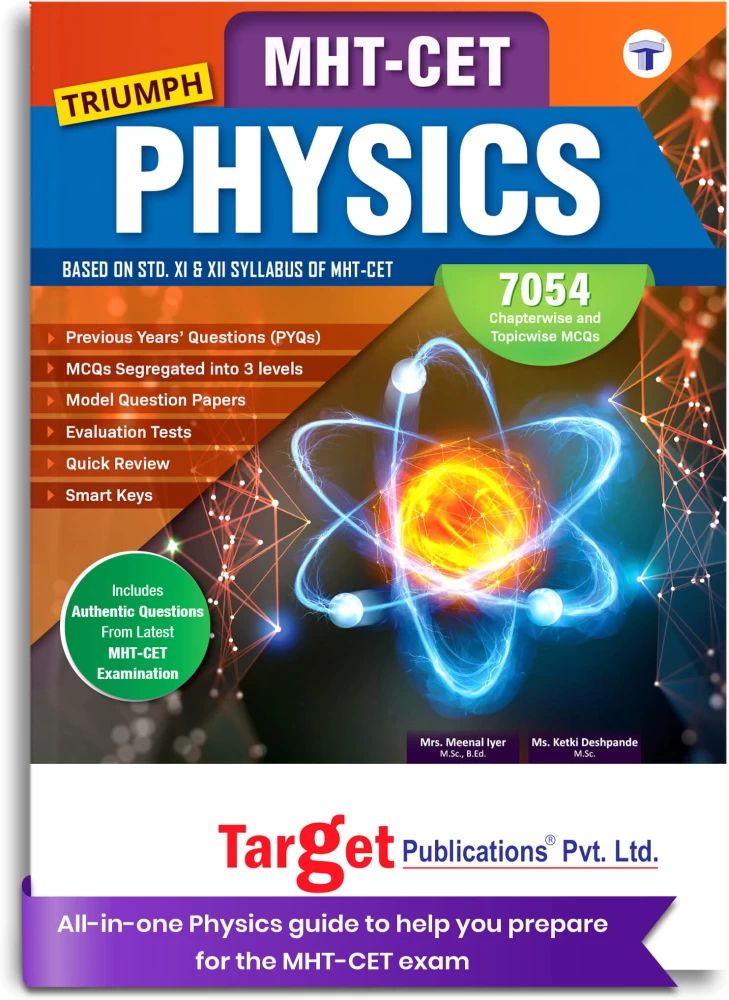 MHT-CET
TRIUMPH
PHYSICS
BASED ON STD. XI & XII SYLLABUS OF MHT-CET
7054
Chapterwise and
Topicwise MCQs
Previous Years' Questions (PYQs)
MCQs Segregated into 3 levels
Model Question Papers
Evaluation Tests
Quick Review
Smart Keys
Includes
Authentic Questions
From Latest
MHT-CET
Examination
Mrs. Meenal Iyer
M.Sc., B.Ed.
Ms. Ketki Deshpande
M.Sc.
Target Publications® Pvt. Ltd.
All-in-one Physics guide to help you prepare
for the MHT-CET exam